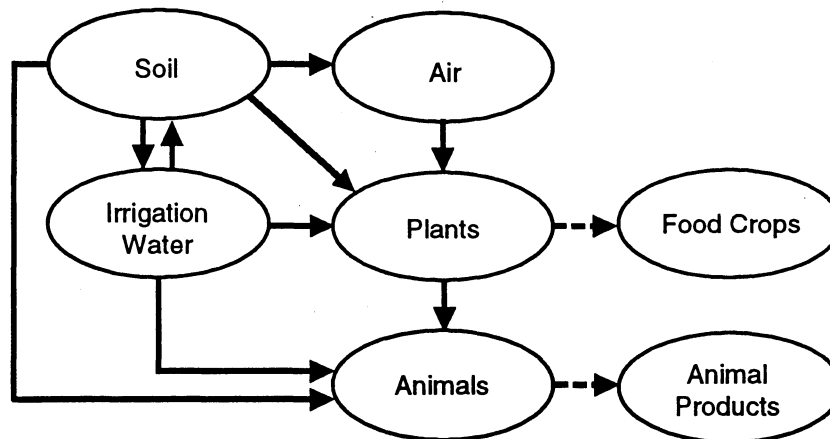 Soil
Air
Irrigation
Water
Plants
Food Crops
Animals
Animal
Products